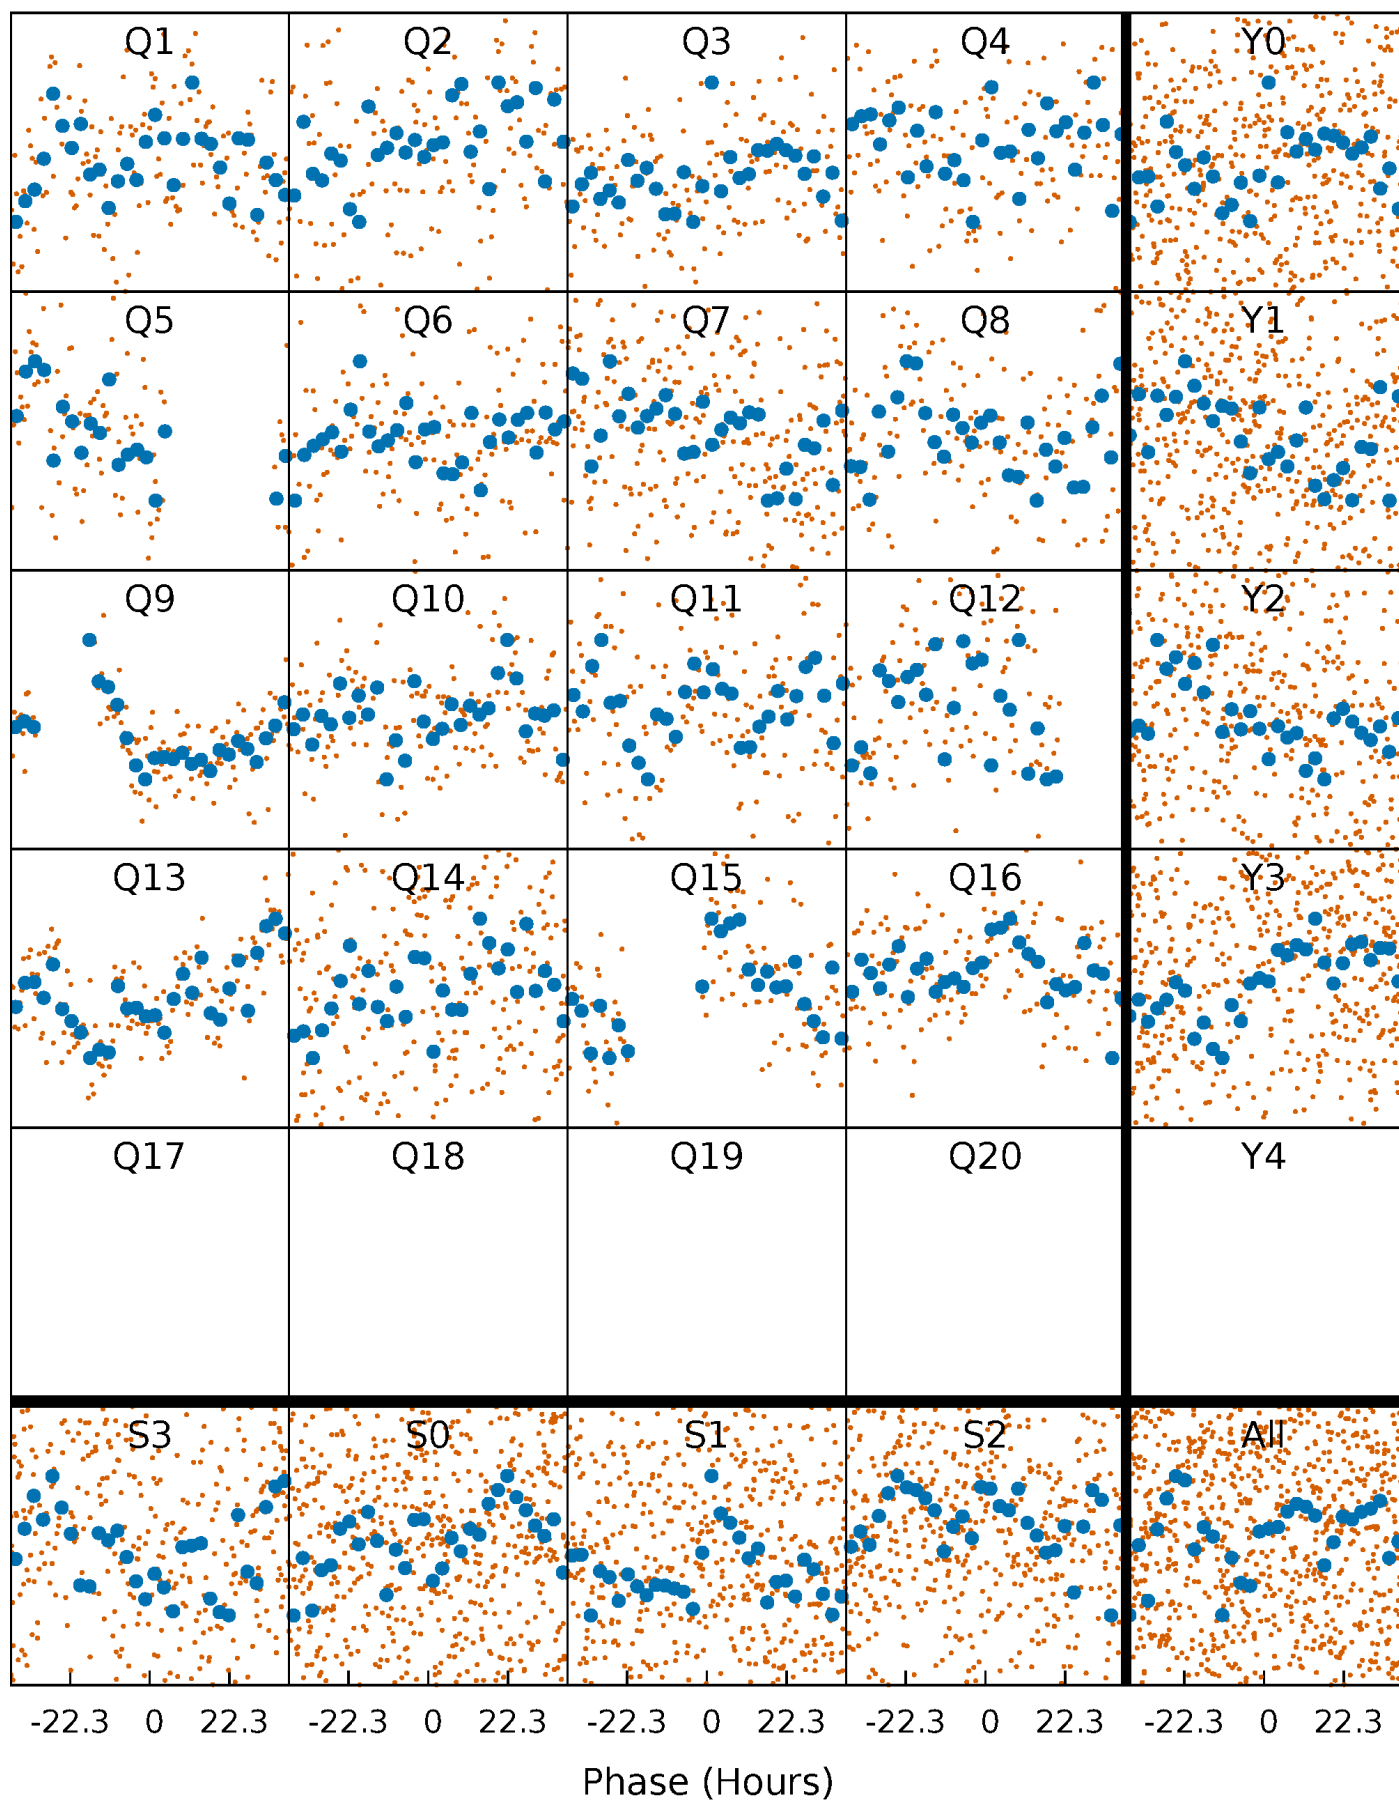 Q1 Q2 Q3 Q4 Y0
Q5 Q6 Q7 Q8 Y1
Q9 Q10 Q11 Q12 Y2
Q13 Q14 Q15 Q16 Y3
Q17 Q18 Q19 Q20 Y4
S3 S0 S1 S2 All
-22.3 0 22.3 -22.3 0 22.3 -22.3 0 22.3 -22.3 0 22.3 -22.3 0 22.3
Phase (Hours)